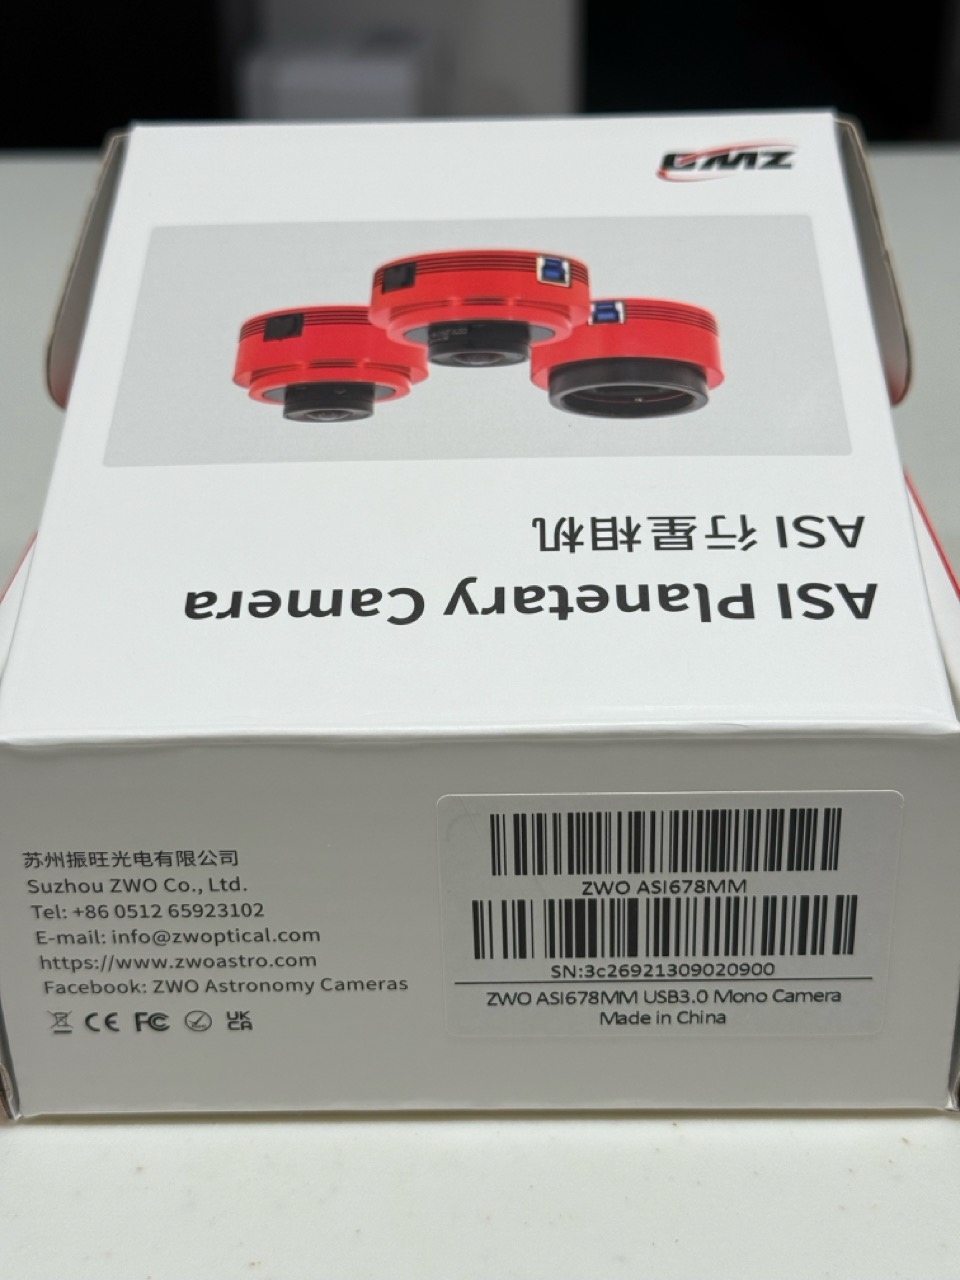 ZWO
ASI Planetary Camera
ASI 行星相机
苏州振旺光电有限公司
Suzhou ZWO Co., Ltd.
Tel: +86 0512 65923102
E-mail: info@zwoptical.com
https://www.zwoastro.com
Facebook: ZWO Astronomy Cameras
CE FC UK
CA
ZWO ASI678MM
SN:3c26921309020900
ZWO ASI678MM USB3.0 Mono Camera
Made in China